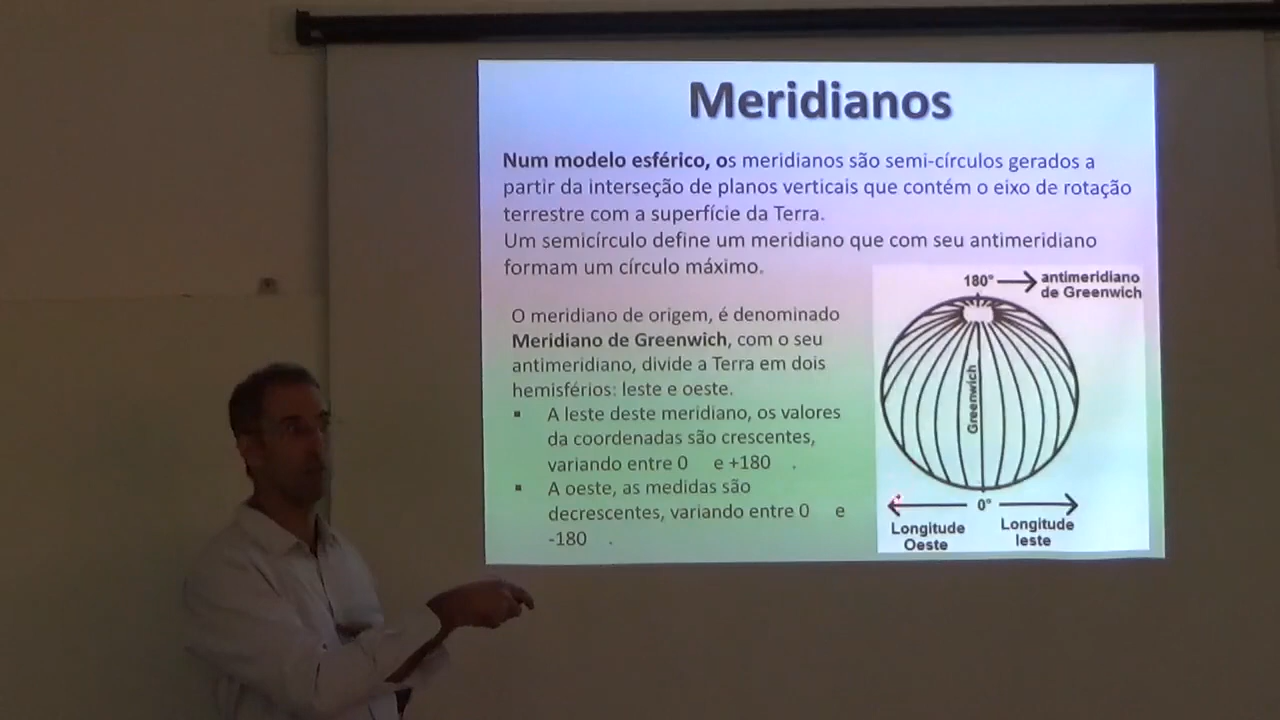 Meridianos
Num modelo esférico, os meridianos são semi-círculos gerados a
partir da interseção de planos verticais que contém o eixo de rotação
terrestre com a superfície da Terra.
Um semicírculo define um meridiano que com seu antimeridiano
formam um círculo máximo.
O meridiano de origem, é denominado
Meridiano de Greenwich, com o seu
antimeridiano, divide a Terra em dois
hemisférios: leste e oeste.
▪ A leste deste meridiano, os valores
da coordenadas são crescentes,
variando entre 0 e +180 .
▪ A oeste, as medidas são
decrescentes, variando entre 0 e
-180 .
180° antimeridiano
de Greenwich
Greenwich
0°
Longitude
Oeste
Longitude
leste